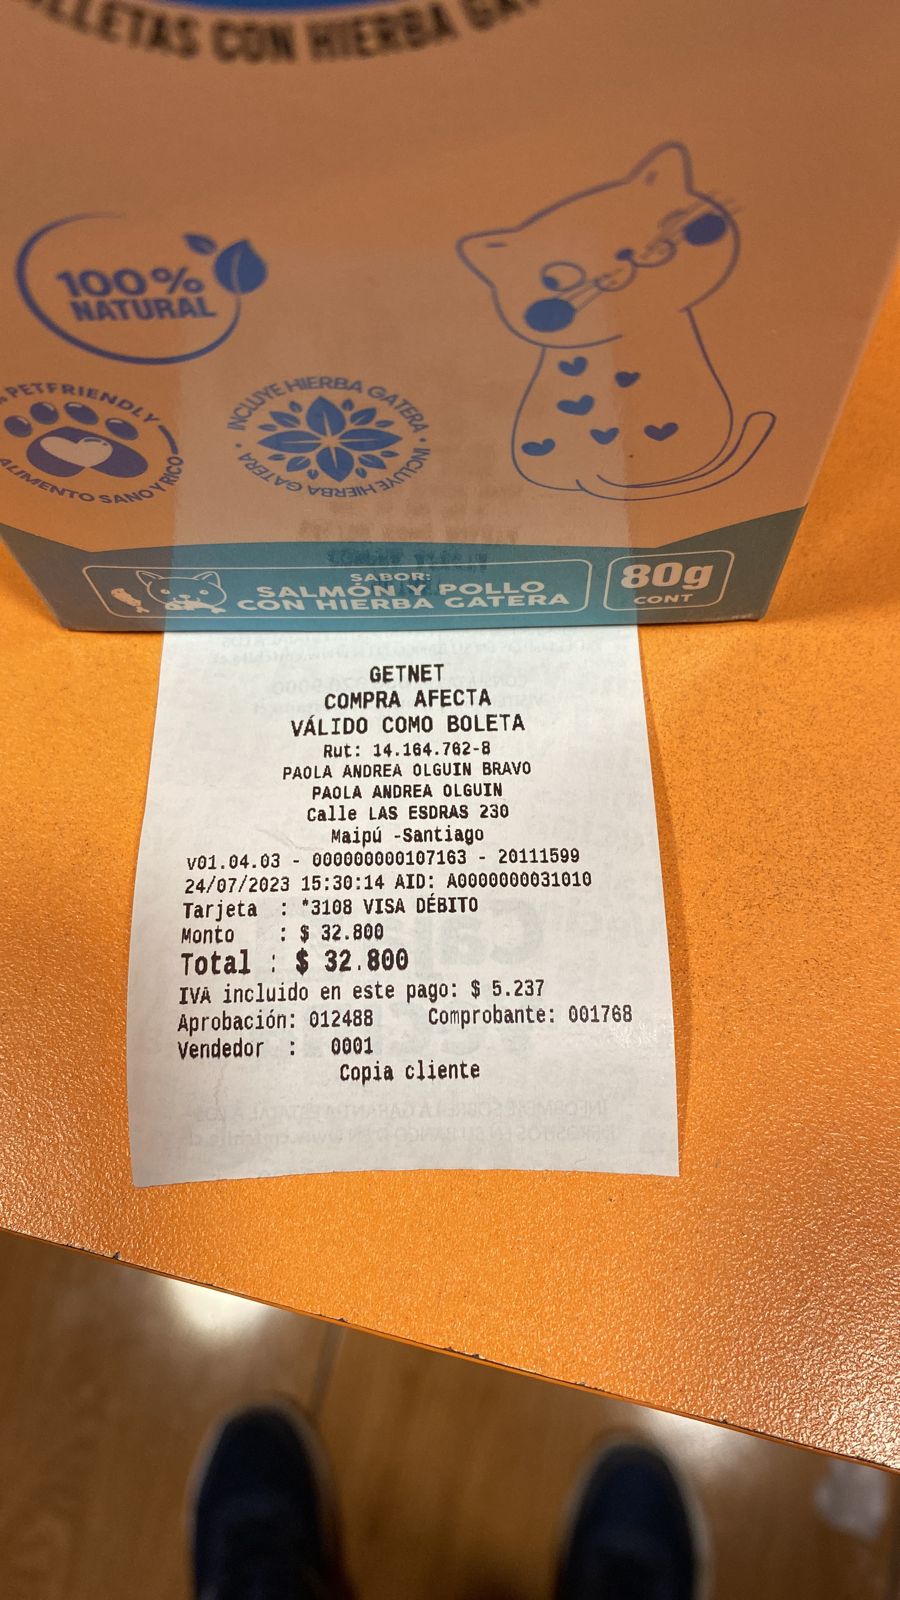 LLETAS CON HIERBA GAT
100%
NATURAL
PETFRIENDLY
ALIMENTO SANO Y RICO
INCLUYE HIERBA GATERA • INCLUYE HIERBA GATERA •
SABOR:
SALMÓN Y POLLO
CON HIERBA GATERA
80g
CONT
GETNET
COMPRA AFECTA
VÁLIDO COMO BOLETA
Rut: 14.164.762-8
PAOLA ANDREA OLGUIN BRAVO
PAOLA ANDREA OLGUIN
Calle LAS ESDRAS 230
Maipú -Santiago
v01.04.03 - 000000000107163 - 20111599
24/07/2023 15:30:14 AID: A0000000031010
Tarjeta : *3108 VISA DÉBITO
Monto : $ 32.800
Total : $ 32.800
IVA incluido en este pago: $ 5.237
Aprobación: 012488 Comprobante: 001768
Vendedor : 0001
Copia cliente